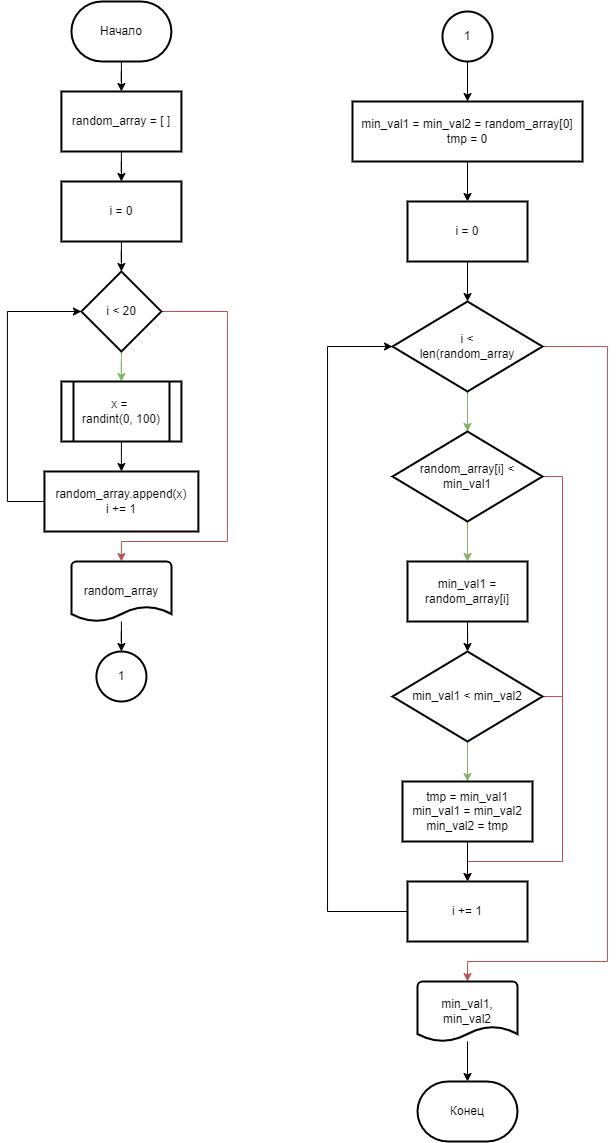 Начало
random_array = [ ]
i = 0
i < 20
x =
randint(0, 100)
random_array.append(x)
i += 1
random_array
1
1
min_val1 = min_val2 = random_array[0]
tmp = 0
i = 0
i <
len(random_array
random_array[i] <
min_val1
min_val1 =
random_array[i]
min_val1 < min_val2
tmp = min_val1
min_val1 = min_val2
min_val2 = tmp
i += 1
min_val1,
min_val2
Конец